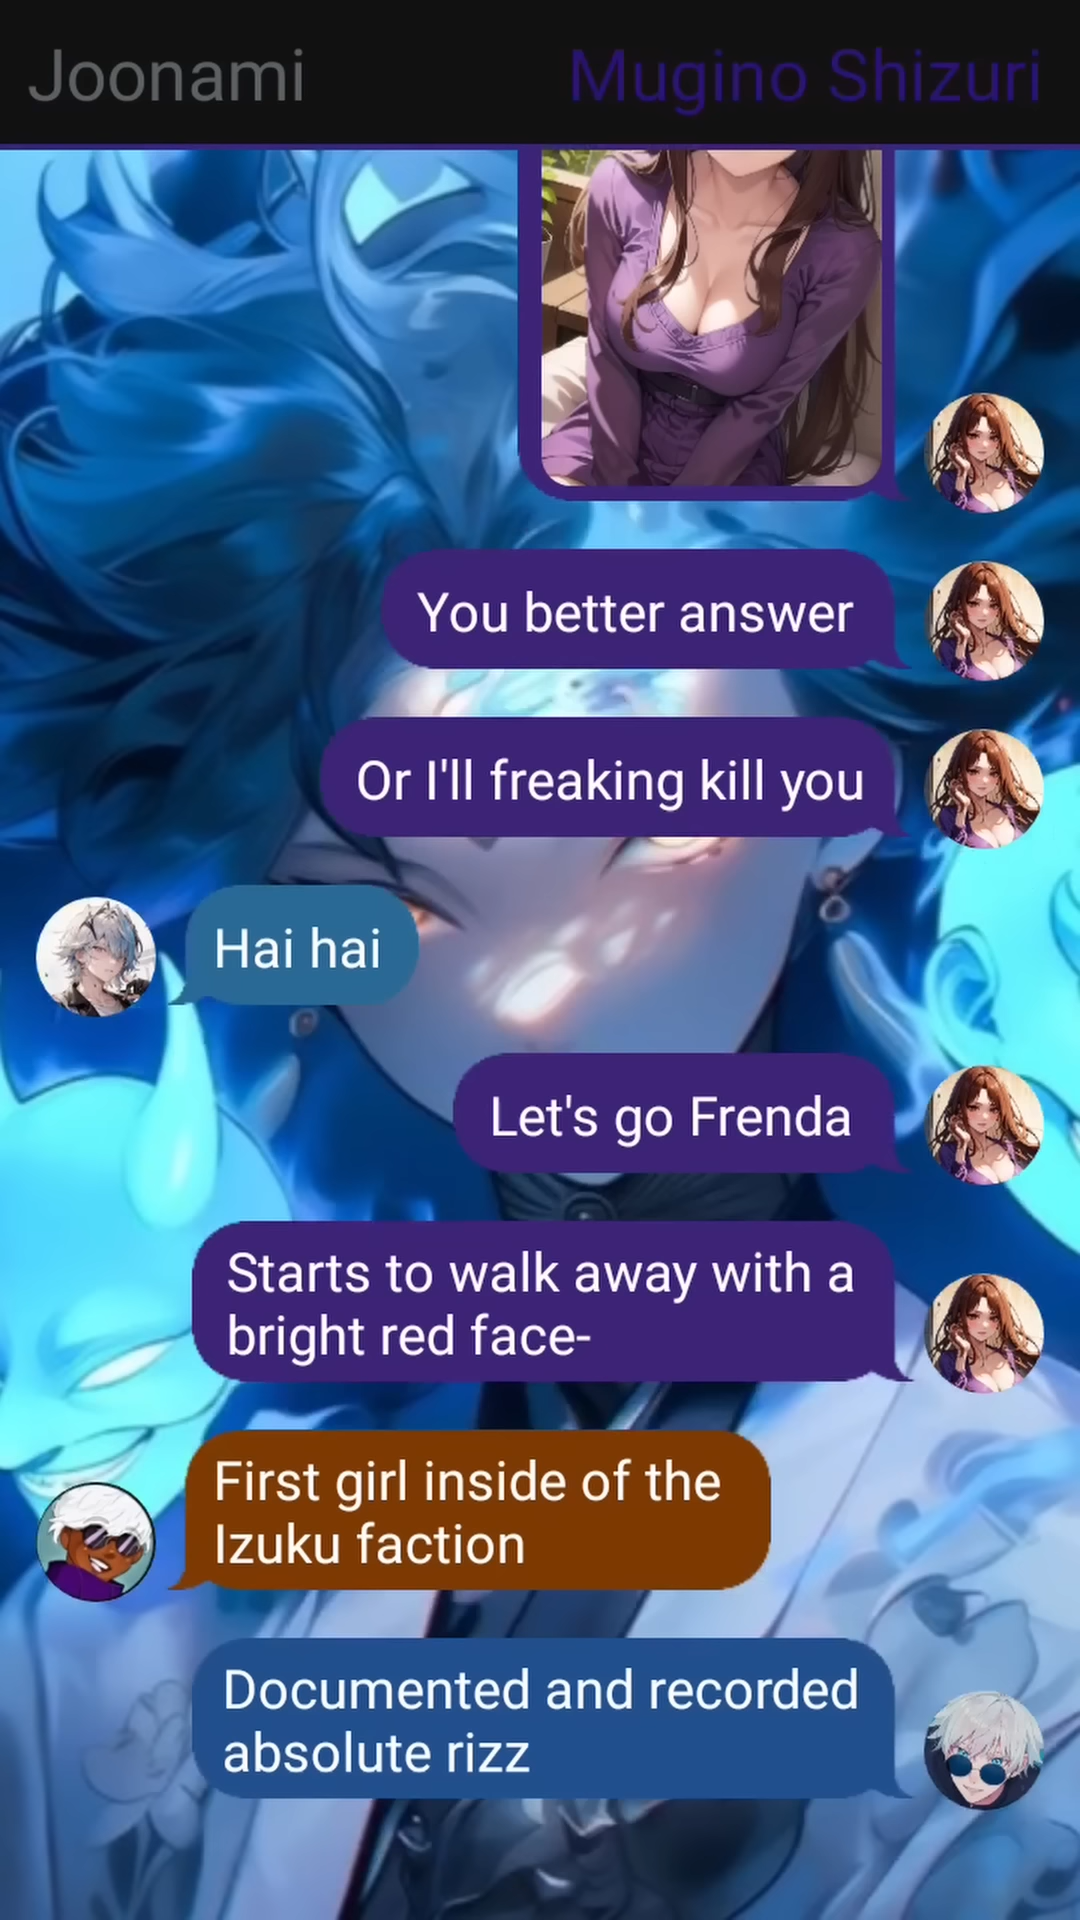 Joonami
Mugino Shizuri
You better answer
Or I'll freaking kill you
Hai hai
Let's go Frenda
Starts to walk away with a
bright red face-
First girl inside of the
Izuku faction
Documented and recorded
absolute rizz